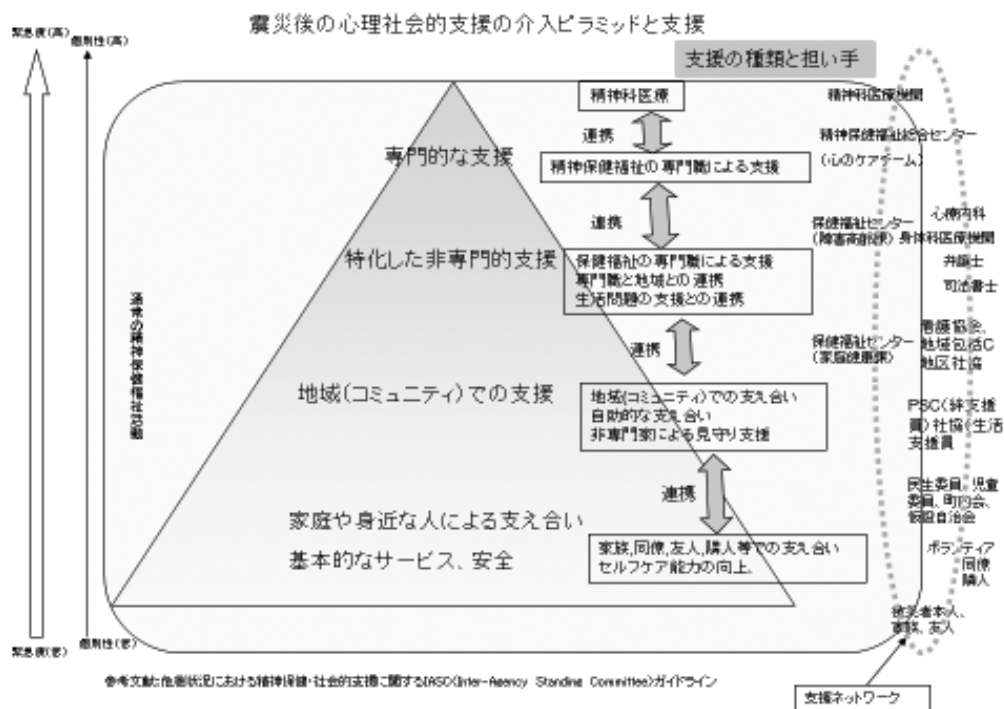 震災後の心理社会的支援の介入ピラミッドと支援
緊急度(高)
個別性(高)
支援の種類と担い手
精神科医療
精神科医療機関
連携
専門的な支援
精神保健福祉の専門職による支援
精神保健福祉総合センター
(心のケアチーム)
連携
特化した非専門的支援
保健福祉の専門職による支援
専門職と地域との連携
生活問題の支援との連携
保健福祉センター
(障害高齢課)
心療内科
身体科医療機関
弁護士
司法書士
連携
保健福祉センター
(家庭健康課)
看護協会、
地域包括C
地区社協
通常の精神保健福祉活動
地域(コミュニティ)での支援
地域(コミュニティ)での支え合い
自助的な支え合い
非専門家による見守り支援
PSC(絆支援
員)社協(生活
支援員
連携
家庭や身近な人による支え合い
基本的なサービス、安全
家族,同僚,友人,隣人等での支え合い
セルフケア能力の向上、
民生委員、児童
委員、町内会、
仮設自治会
ボランティア
同僚
隣人
被災者本人、
家族、友人
緊急度(低)
個別性(低)
参考文献:危機状況における精神保健・社会的支援に関するIASC(Inter-Agency Standing Committee)ガイドライン
支援ネットワーク